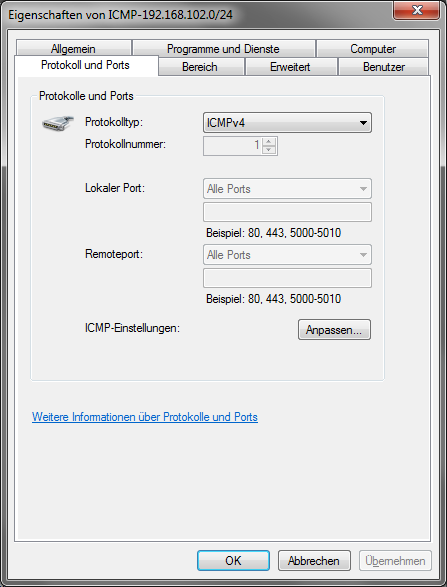 Eigenschaften von ICMP-192.168.102.0/24
Allgemein
Programme und Dienste
Computer
Protokoll und Ports
Bereich
Erweitert
Benutzer
Protokolle und Ports
Protokolltyp:
ICMPv4
Protokollnummer:
1
Lokaler Port:
Alle Ports
Beispiel: 80, 443, 5000-5010
Remoteport:
Alle Ports
Beispiel: 80, 443, 5000-5010
ICMP-Einstellungen:
Anpassen...
Weitere Informationen über Protokolle und Ports
OK
Abbrechen
Übernehmen